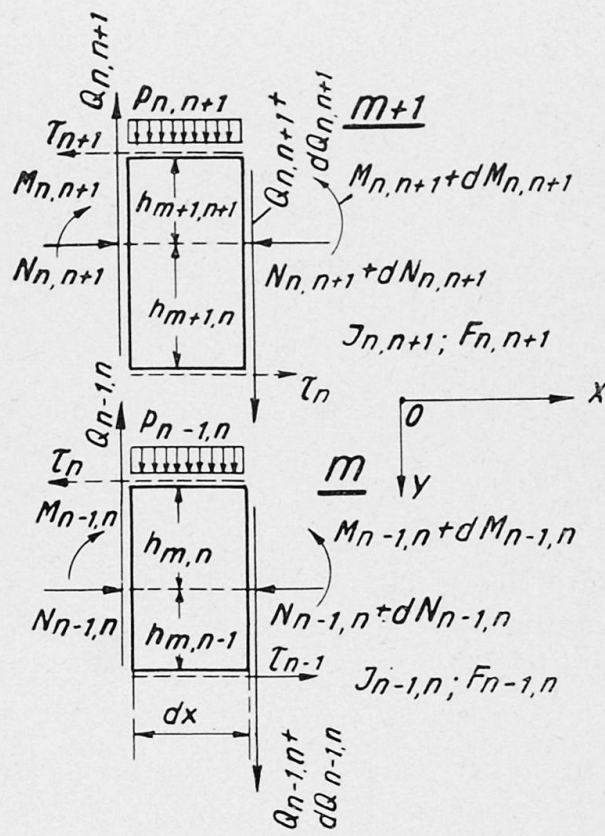 Qn,n+1
Pn,n+1
τn+1
Mn,n+1
Nn,n+1
hm+1,n+1
hm+1,n
Qn,n+1+
dQn,n+1
m+1
Mn,n+1+dMn,n+1
Nn,n+1+dNn,n+1
Jn,n+1; Fn,n+1
τn
0
X
Y
Qn-1,n
Pn-1,n
τn
Mn-1,n
Nn-1,n
hm,n
hm,n-1
m
Mn-1,n+dMn-1,n
Nn-1,n+dNn-1,n
τn-1
Jn-1,n; Fn-1,n
dx
Qn-1,n+
dQn-1,n